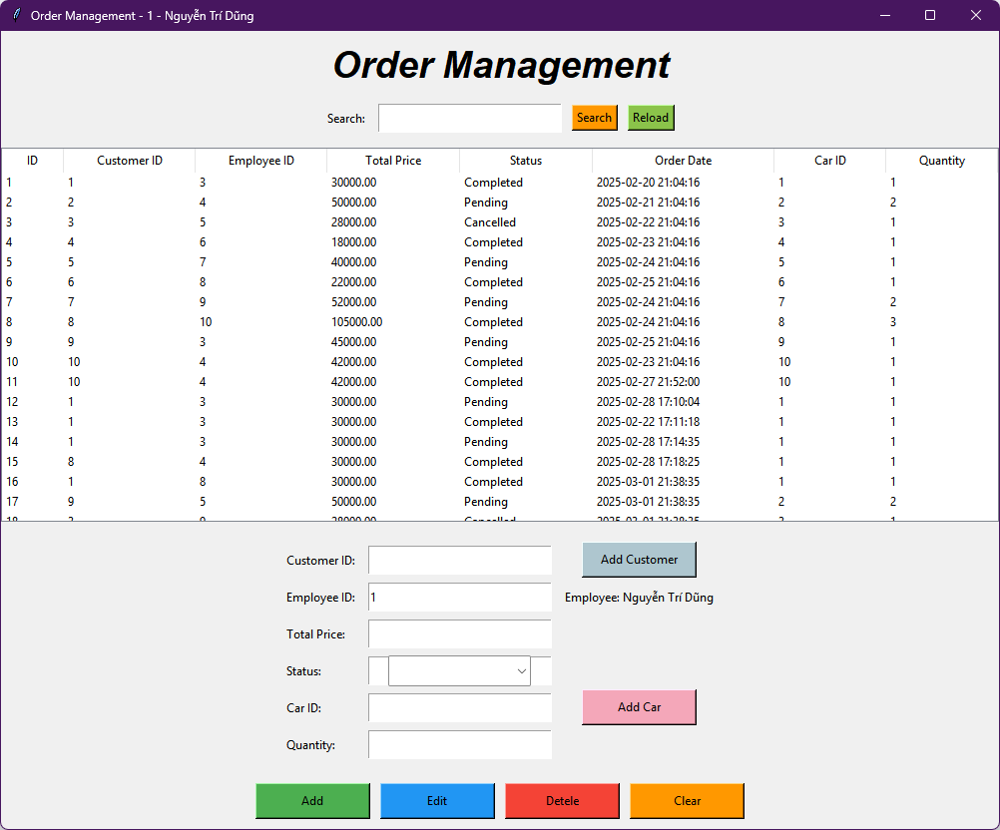 Order Management - 1 - Nguyễn Trí Dũng
Order Management
Search: Search Reload
ID Customer ID Employee ID Total Price Status Order Date Car ID Quantity
1 1 3 30000.00 Completed 2025-02-20 21:04:16 1 1
2 2 4 50000.00 Pending 2025-02-21 21:04:16 2 2
3 3 5 28000.00 Cancelled 2025-02-22 21:04:16 3 1
4 4 6 18000.00 Completed 2025-02-23 21:04:16 4 1
5 5 7 40000.00 Pending 2025-02-24 21:04:16 5 1
6 6 8 22000.00 Completed 2025-02-25 21:04:16 6 1
7 7 9 52000.00 Pending 2025-02-24 21:04:16 7 2
8 8 10 105000.00 Completed 2025-02-24 21:04:16 8 3
9 9 3 45000.00 Pending 2025-02-25 21:04:16 9 1
10 10 4 42000.00 Completed 2025-02-23 21:04:16 10 1
11 10 4 42000.00 Completed 2025-02-27 21:52:00 10 1
12 1 3 30000.00 Pending 2025-02-28 17:10:04 1 1
13 1 3 30000.00 Completed 2025-02-22 17:11:18 1 1
14 1 3 30000.00 Pending 2025-02-28 17:14:35 1 1
15 8 4 30000.00 Completed 2025-02-28 17:18:25 1 1
16 1 8 30000.00 Completed 2025-03-01 21:38:35 1 1
17 9 5 50000.00 Pending 2025-03-01 21:38:35 2 2
Customer ID: Add Customer
Employee ID: 1 Employee: Nguyễn Trí Dũng
Total Price:
Status:
Car ID: Add Car
Quantity:
Add Edit Detele Clear